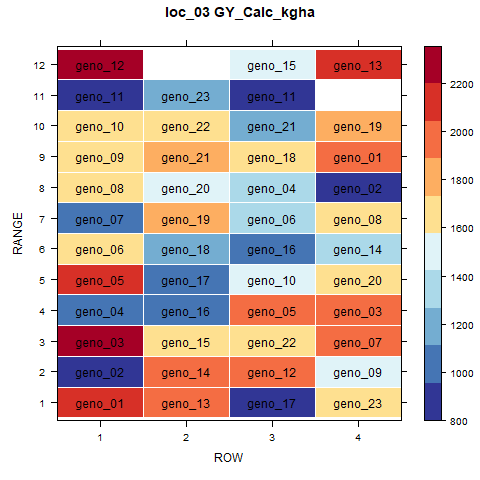 loc_03 GY_Calc_kgha
12 geno_12 geno_15 geno_13
11 geno_11 geno_23 geno_11
10 geno_10 geno_22 geno_21 geno_19
9 geno_09 geno_21 geno_18 geno_01
8 geno_08 geno_20 geno_04 geno_02
7 geno_07 geno_19 geno_06 geno_08
6 geno_06 geno_18 geno_16 geno_14
5 geno_05 geno_17 geno_10 geno_20
4 geno_04 geno_16 geno_05 geno_03
3 geno_03 geno_15 geno_22 geno_07
2 geno_02 geno_14 geno_12 geno_09
1 geno_01 geno_13 geno_17 geno_23
1 2 3 4
ROW
RANGE
2200
2000
1800
1600
1400
1200
1000
800